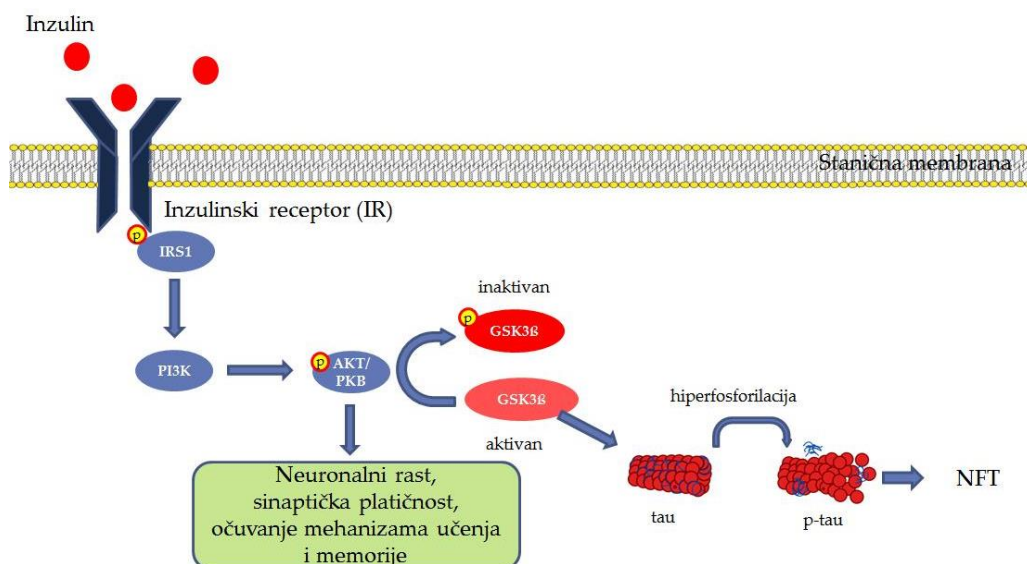 Inzulin
Stanična membrana
Inzulinski receptor (IR)
p
IRS1
inaktivan
p
GSK3ß
PI3K
p
AKT/
PKB
GSK3ß
aktivan
hiperfosforilacija
tau
p-tau
NFT
Neuronalni rast,
sinaptička platičnost,
očuvanje mehanizama učenja
i memorije